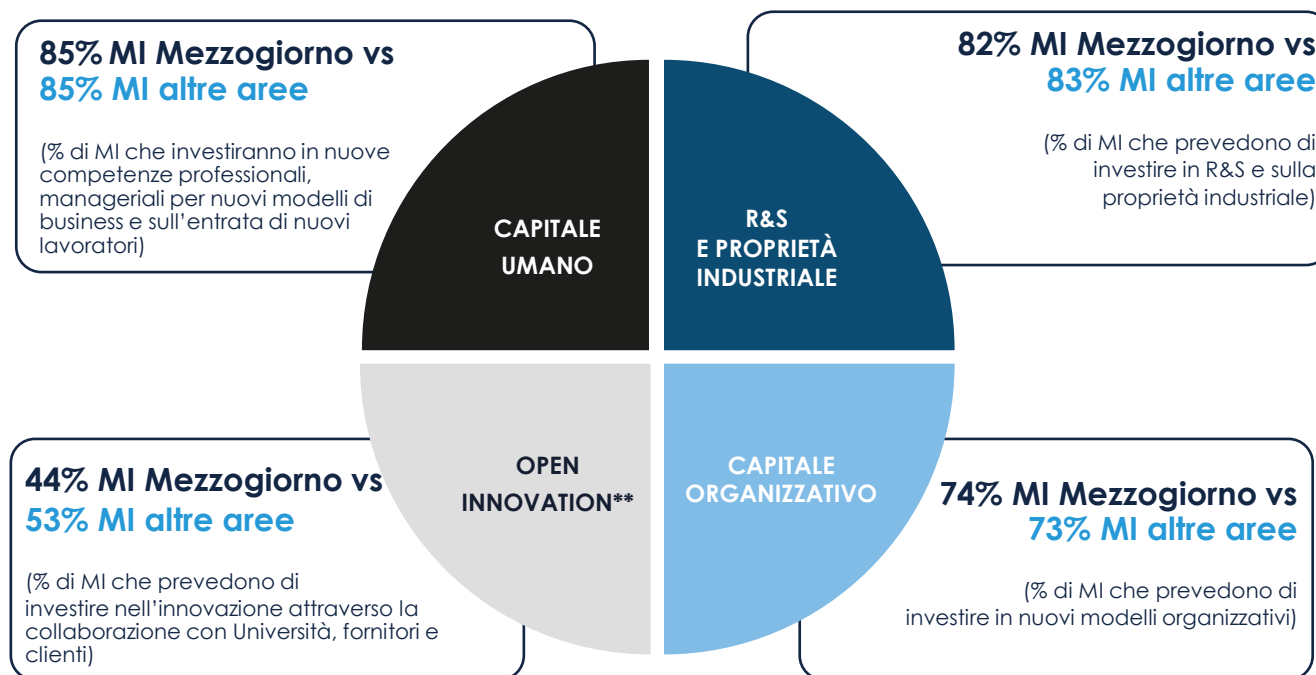 85% MI Mezzogiorno vs
85% MI altre aree
(% di MI che investiranno in nuove
competenze professionali,
manageriali per nuovi modelli di
business e sull'entrata di nuovi
lavoratori)
82% MI Mezzogiorno vs
83% MI altre aree
(% di MI che prevedono di
investire in R&S e sulla
proprietà industriale)
CAPITALE
UMANO
R&S
E PROPRIETÀ
INDUSTRIALE
OPEN
INNOVATION**
CAPITALE
ORGANIZZATIVO
44% MI Mezzogiorno vs
53% MI altre aree
(% di MI che prevedono di
investire nell'innovazione attraverso la
collaborazione con Università, fornitori e
clienti)
74% MI Mezzogiorno vs
73% MI altre aree
(% di MI che prevedono di
investire in nuovi modelli organizzativi)